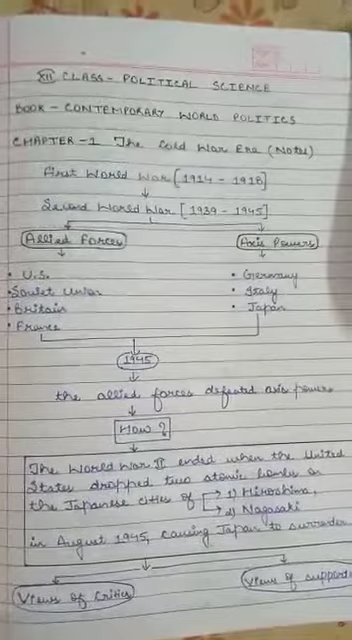 XII CLASS - POLITICAL SCIENCE
BOOK - CONTEMPORARY WORLD POLITICS
CHAPTER - 1 The Cold War Era (Notes)
First World War [1914 - 1918]
Second World War [1939 - 1945]
Allied Forces Axis Powers
• U.S. • Germany
• Soviet Union • Italy
• Britain • Japan
• France
1945
the allied forces defeated axis power
How?
The World War II ended when the United
States dropped two atomic bombs on
the Japanese cities of → 1) Hiroshima,
→ 2) Nagasaki
in August 1945, causing Japan to surrender
Views of Critics Views of